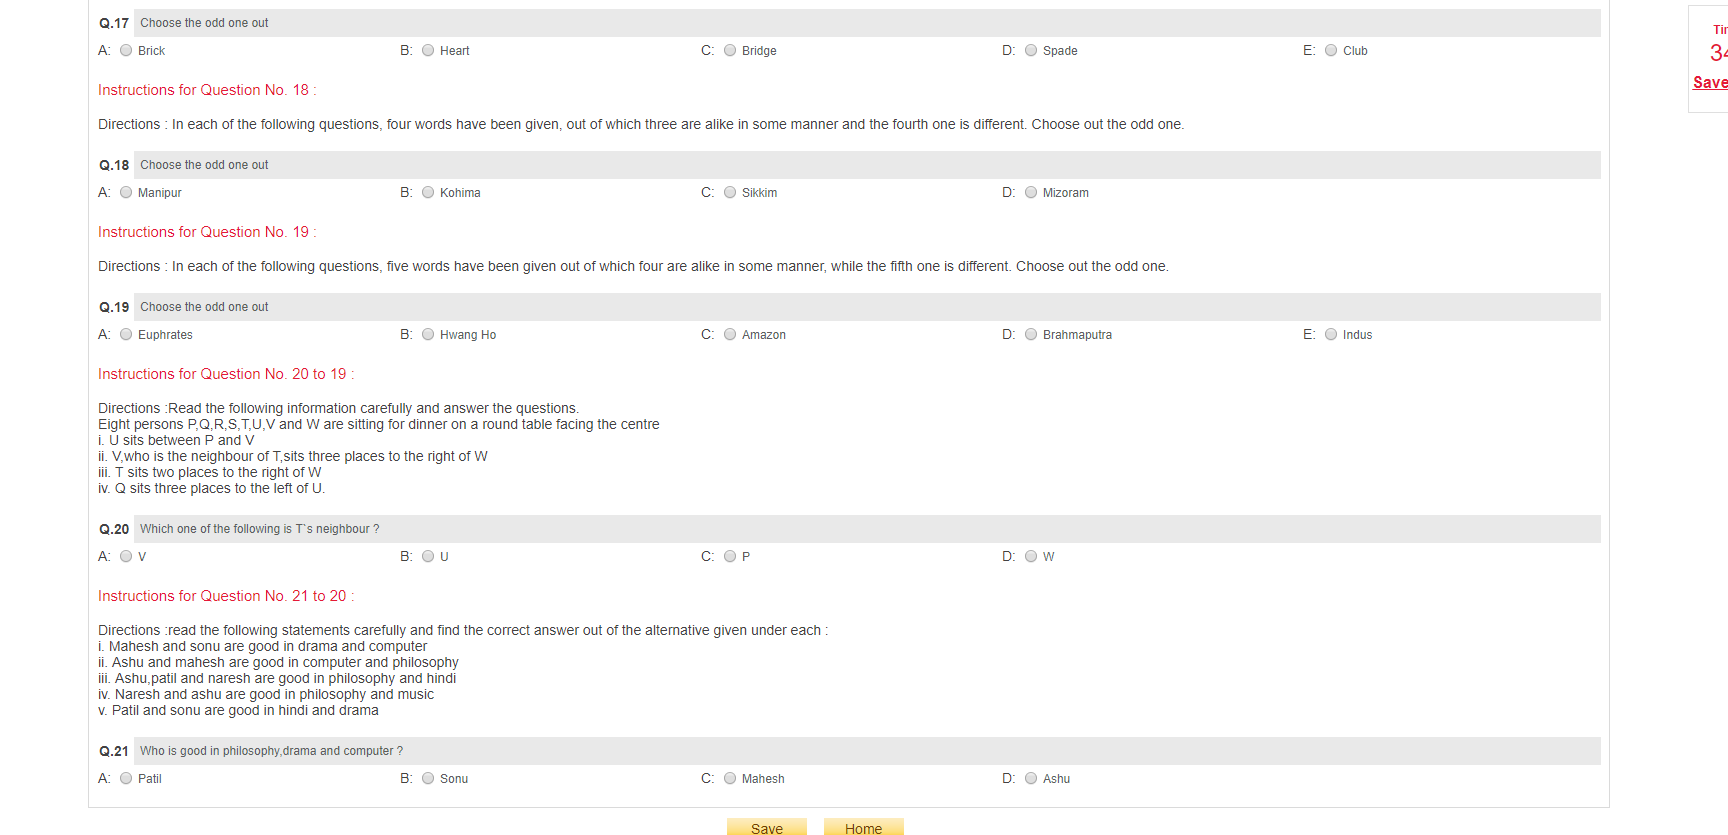 Q.17 Choose the odd one out
A: Brick B: Heart C: Bridge D: Spade E: Club
Instructions for Question No. 18 :
Directions : In each of the following questions, four words have been given, out of which three are alike in some manner and the fourth one is different. Choose out the odd one.
Q.18 Choose the odd one out
A: Manipur B: Kohima C: Sikkim D: Mizoram
Instructions for Question No. 19 :
Directions : In each of the following questions, five words have been given out of which four are alike in some manner, while the fifth one is different. Choose out the odd one.
Q.19 Choose the odd one out
A: Euphrates B: Hwang Ho C: Amazon D: Brahmaputra E: Indus
Instructions for Question No. 20 to 19 :
Directions :Read the following information carefully and answer the questions.
Eight persons P,Q,R,S,T,U,V and W are sitting for dinner on a round table facing the centre
i. U sits between P and V
ii. V,who is the neighbour of T,sits three places to the right of W
iii. T sits two places to the right of W
iv. Q sits three places to the left of U.
Q.20 Which one of the following is T`s neighbour ?
A: V B: U C: P D: W
Instructions for Question No. 21 to 20 :
Directions :read the following statements carefully and find the correct answer out of the alternative given under each :
i. Mahesh and sonu are good in drama and computer
ii. Ashu and mahesh are good in computer and philosophy
iii. Ashu,patil and naresh are good in philosophy and hindi
iv. Naresh and ashu are good in philosophy and music
v. Patil and sonu are good in hindi and drama
Q.21 Who is good in philosophy,drama and computer ?
A: Patil B: Sonu C: Mahesh D: Ashu
Save Home
34
Save